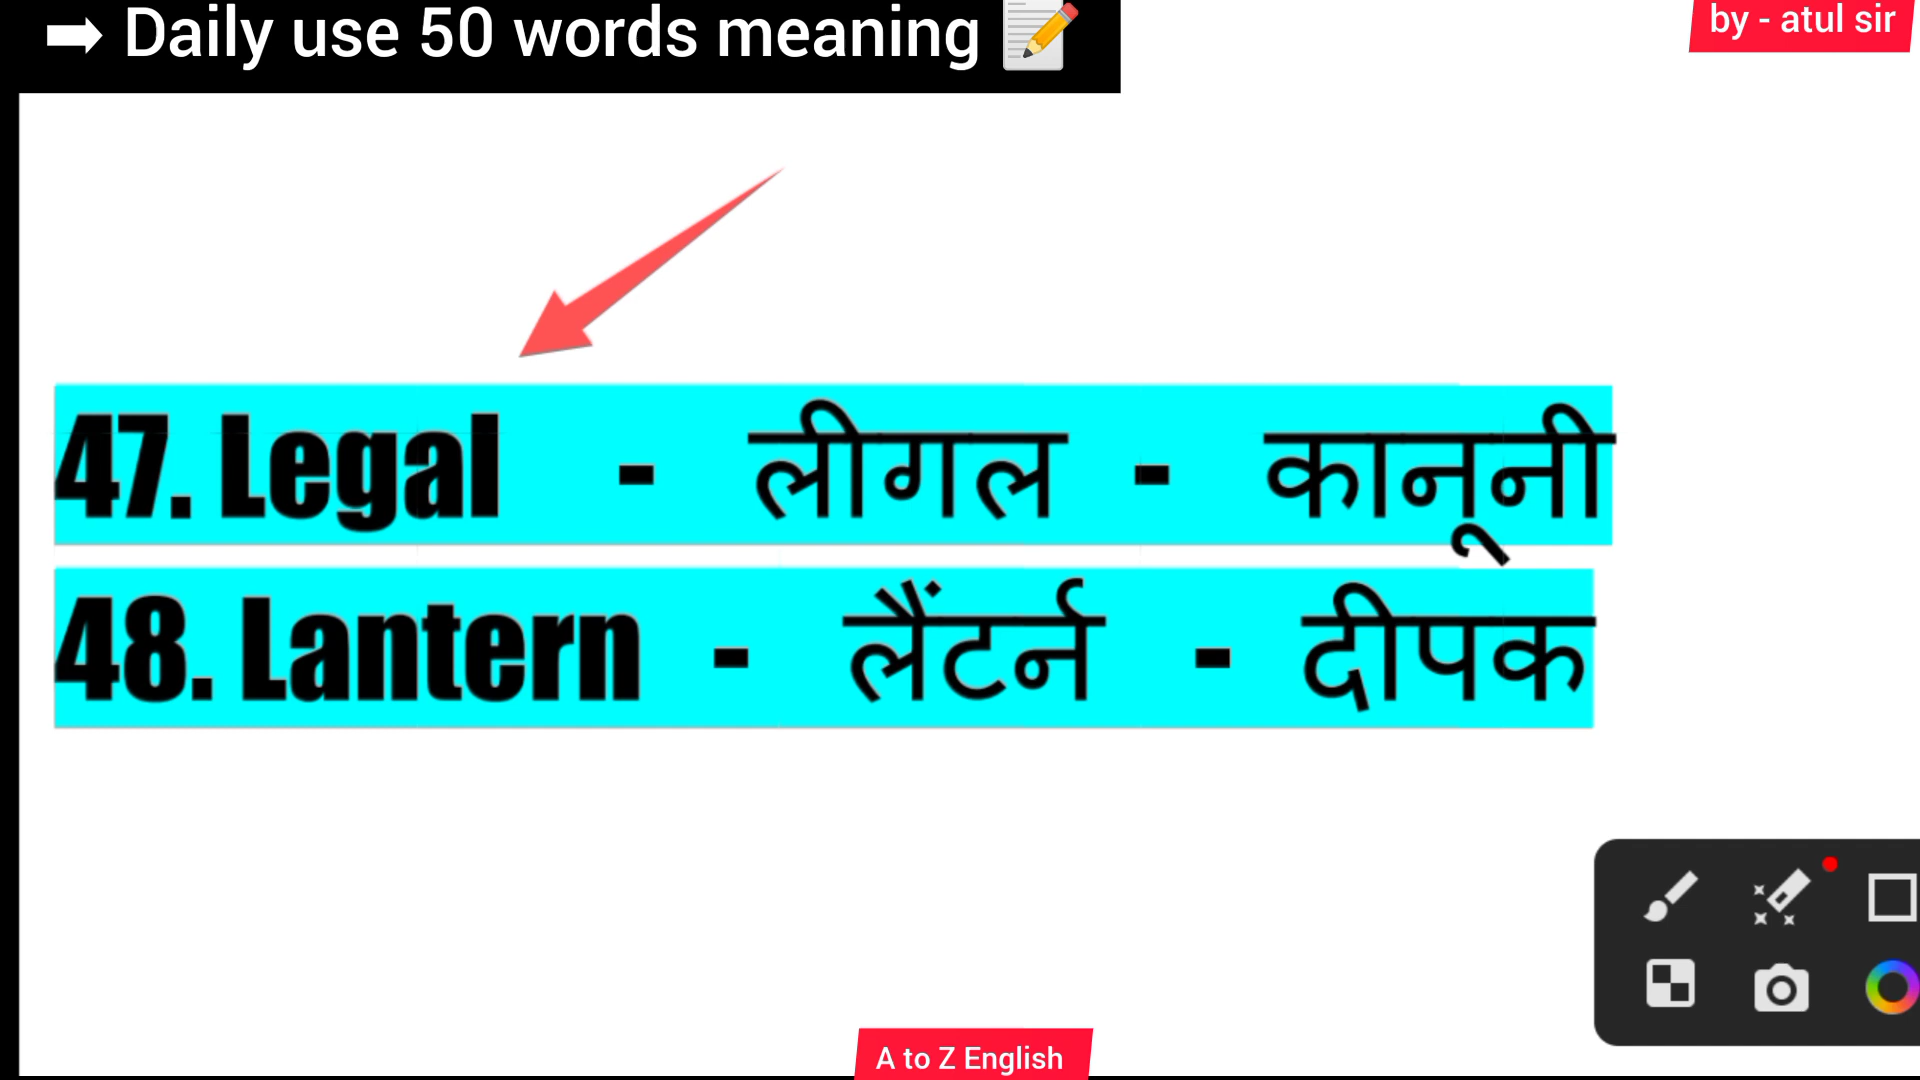 ➡ Daily use 50 words meaning 📝
by - atul sir
47. Legal - लीगल - कानूनी
48. Lantern - लैंटर्न - दीपक
A to Z English